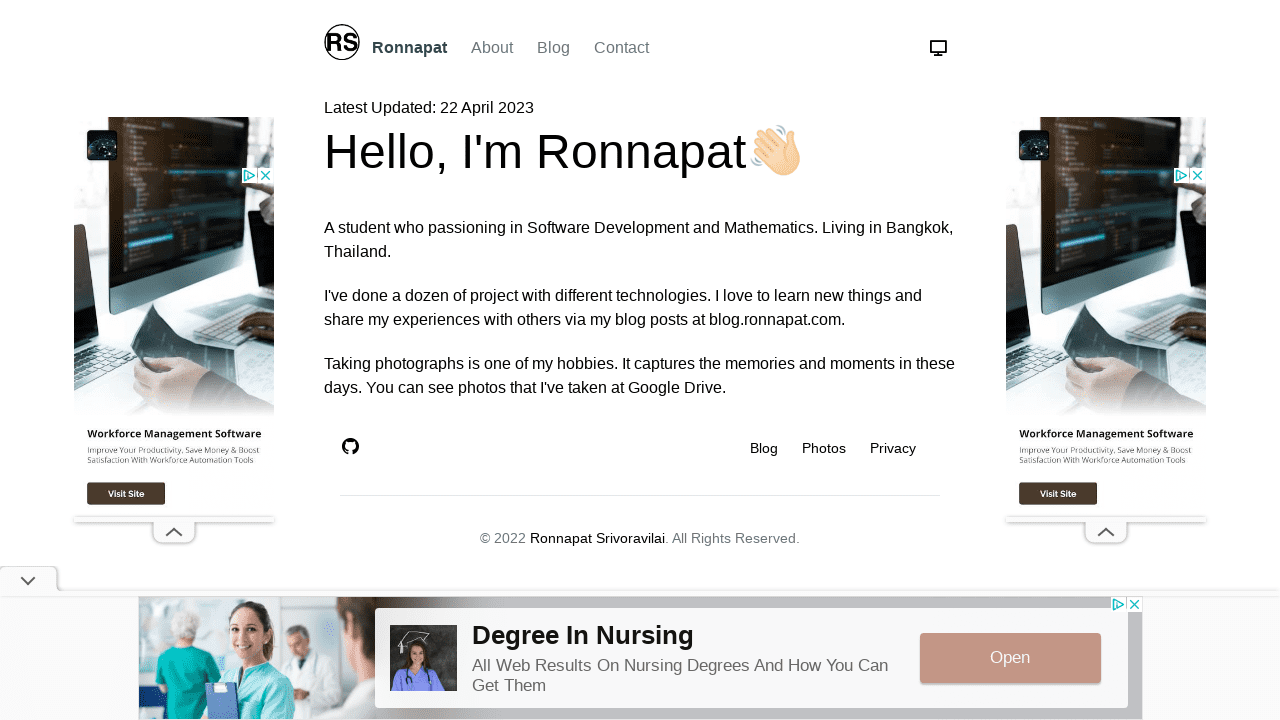 RS
Ronnapat About Blog Contact
Latest Updated: 22 April 2023
Hello, I'm Ronnapat👋
A student who passioning in Software Development and Mathematics. Living in Bangkok,
Thailand.
I've done a dozen of project with different technologies. I love to learn new things and
share my experiences with others via my blog posts at blog.ronnapat.com.
Taking photographs is one of my hobbies. It captures the memories and moments in these
days. You can see photos that I've taken at Google Drive.
Blog Photos Privacy
© 2022 Ronnapat Srivoravilai. All Rights Reserved.
Workforce Management Software
Improve Your Productivity, Save Money & Boost
Satisfaction With Workforce Automation Tools
Visit Site
Workforce Management Software
Improve Your Productivity, Save Money & Boost
Satisfaction With Workforce Automation Tools
Visit Site
Degree In Nursing
All Web Results On Nursing Degrees And How You Can
Get Them
Open